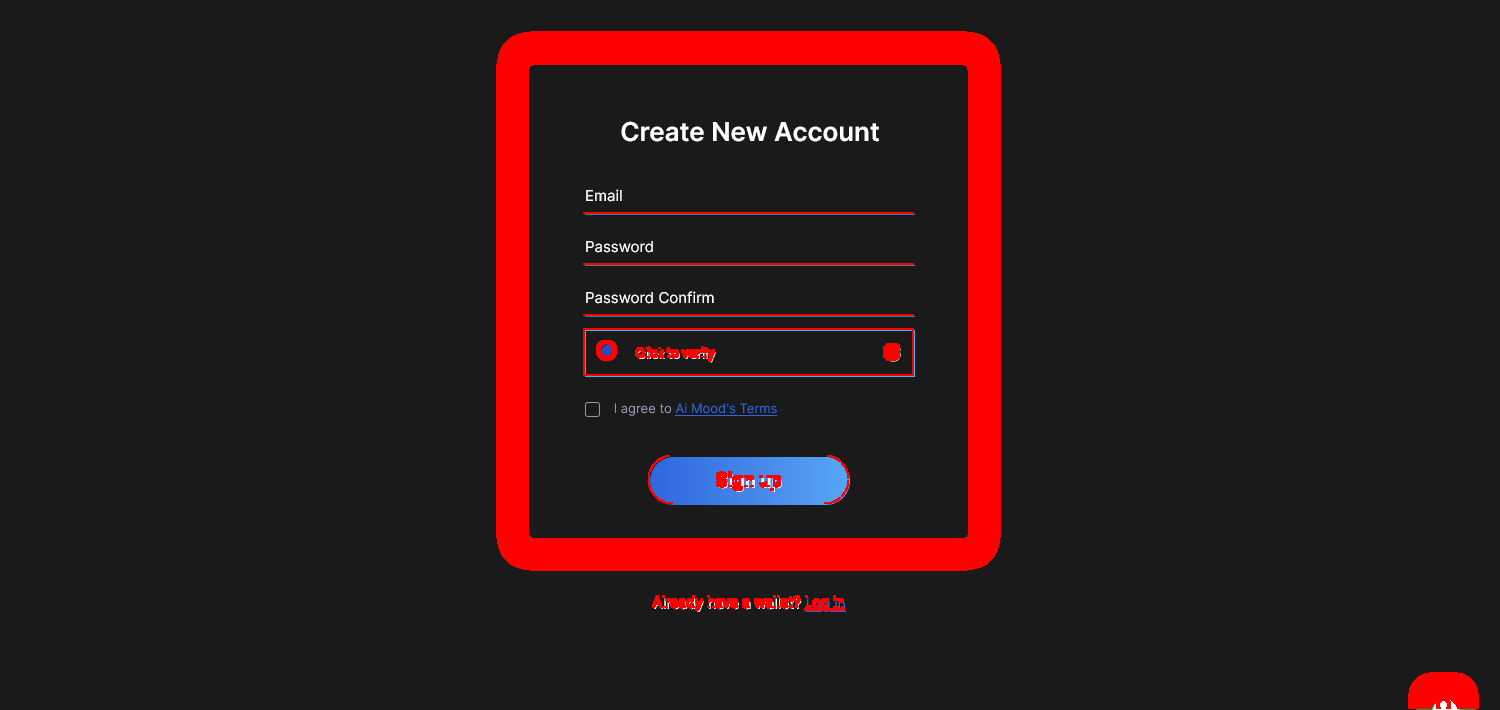 Create New Account
Email
Password
Password Confirm
Click to verify
I agree to Ai Mood's Terms
Sign up
Already have a wallet? Log in